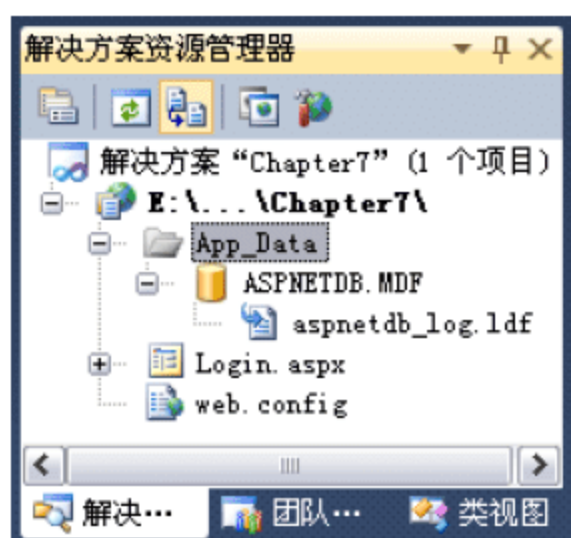 解决方案资源管理器
解决方案 “Chapter7” (1 个项目)
E:\...\Chapter7\
App_Data
ASPNETDB.MDF
aspnetdb_log.ldf
Login.aspx
web.config
解决… 团队… 类视图